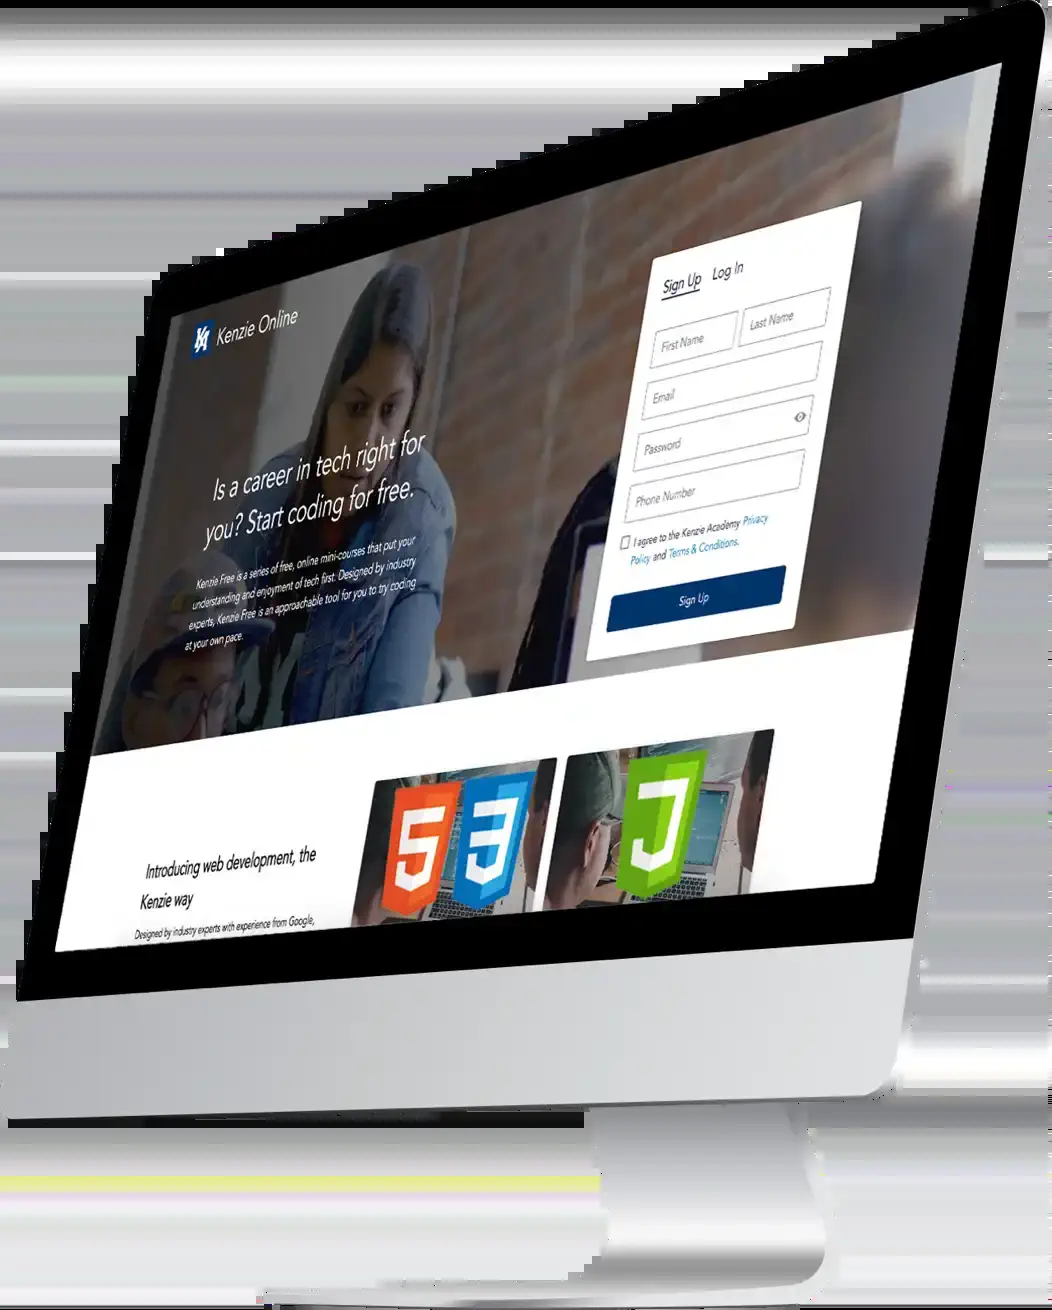 Kenzie Online
Is a career in tech right for
you? Start coding for free.
Kenzie Free is a series of free, online mini-courses that put your
understanding and enjoyment of tech first. Designed by industry
experts, Kenzie Free is an approachable tool for you to try coding
at your own pace.
Sign Up Log In
First Name Last Name
Email
Password
Phone Number
I agree to the Kenzie Academy Privacy
Policy and Terms & Conditions.
Sign Up
5 3 J
Introducing web development, the
Kenzie way
Designed by industry experts with experience from Google,